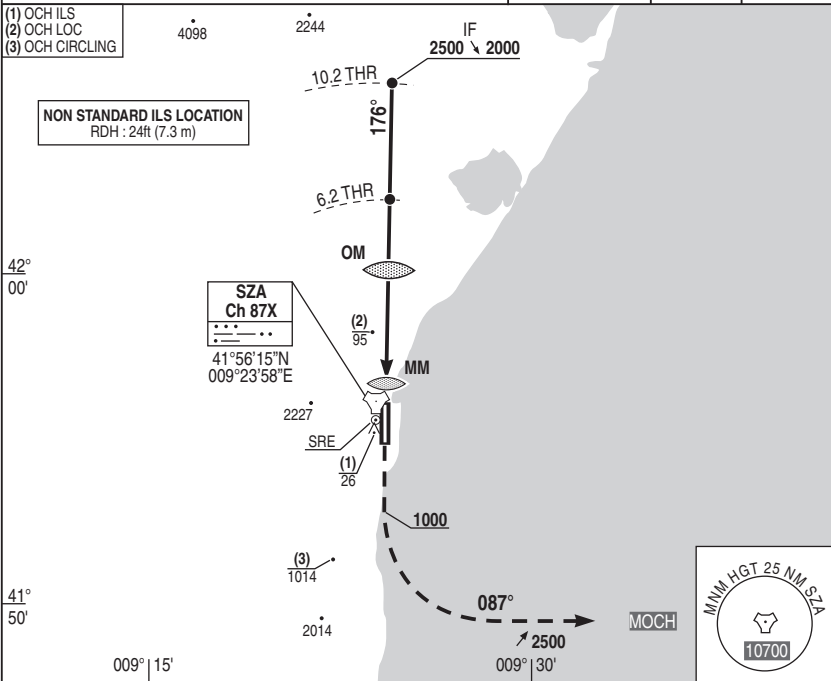 (1) OCH ILS
(2) OCH LOC
(3) OCH CIRCLING
4098
2244
IF
2500 ↘ 2000
10.2 THR
NON STANDARD ILS LOCATION
RDH : 24ft (7.3 m)
176°
6.2 THR
OM
42°
00'
SZA
Ch 87X
41°56'15"N
009°23'58"E
(2)
95
MM
2227
SRE
(1)
26
1000
(3)
1014
41°
50'
2014
087°
↗ 2500
MOCH
MNM HGT 25 NM SZA
10700
009° 15'
009° 30'